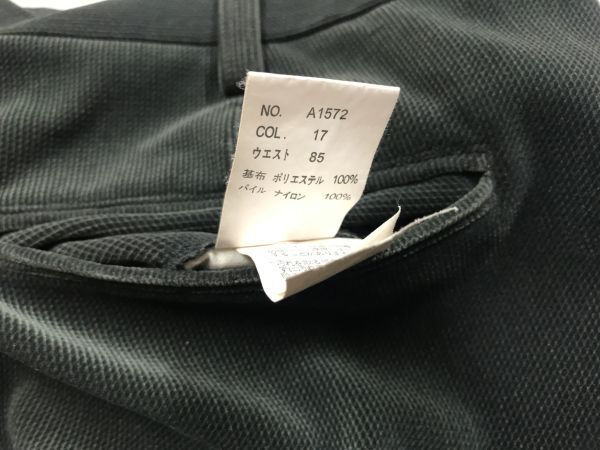 NO. A1572
COL. 17
ウエスト 85
基布 ポリエステル 100%
パイル ナイロン 100%